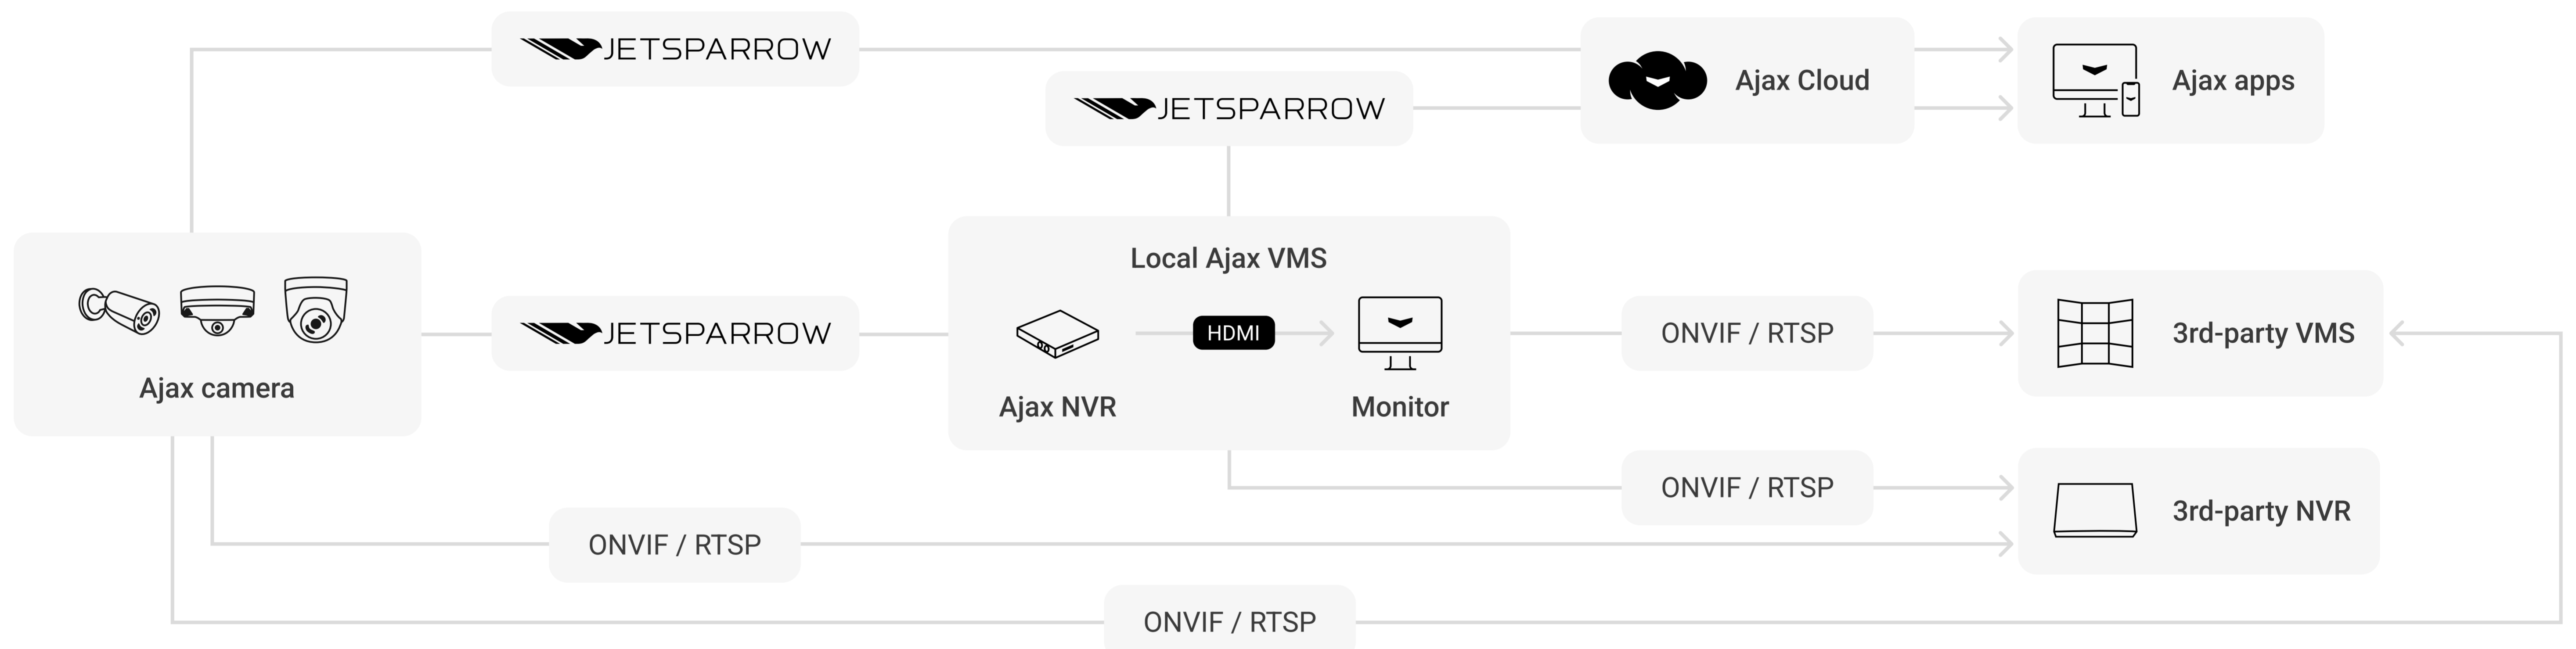 JETSPARROW
JETSPARROW
Ajax Cloud
Ajax apps
Local Ajax VMS
Ajax camera
JETSPARROW
Ajax NVR
HDMI
Monitor
ONVIF / RTSP
3rd-party VMS
ONVIF / RTSP
3rd-party NVR
ONVIF / RTSP
ONVIF / RTSP